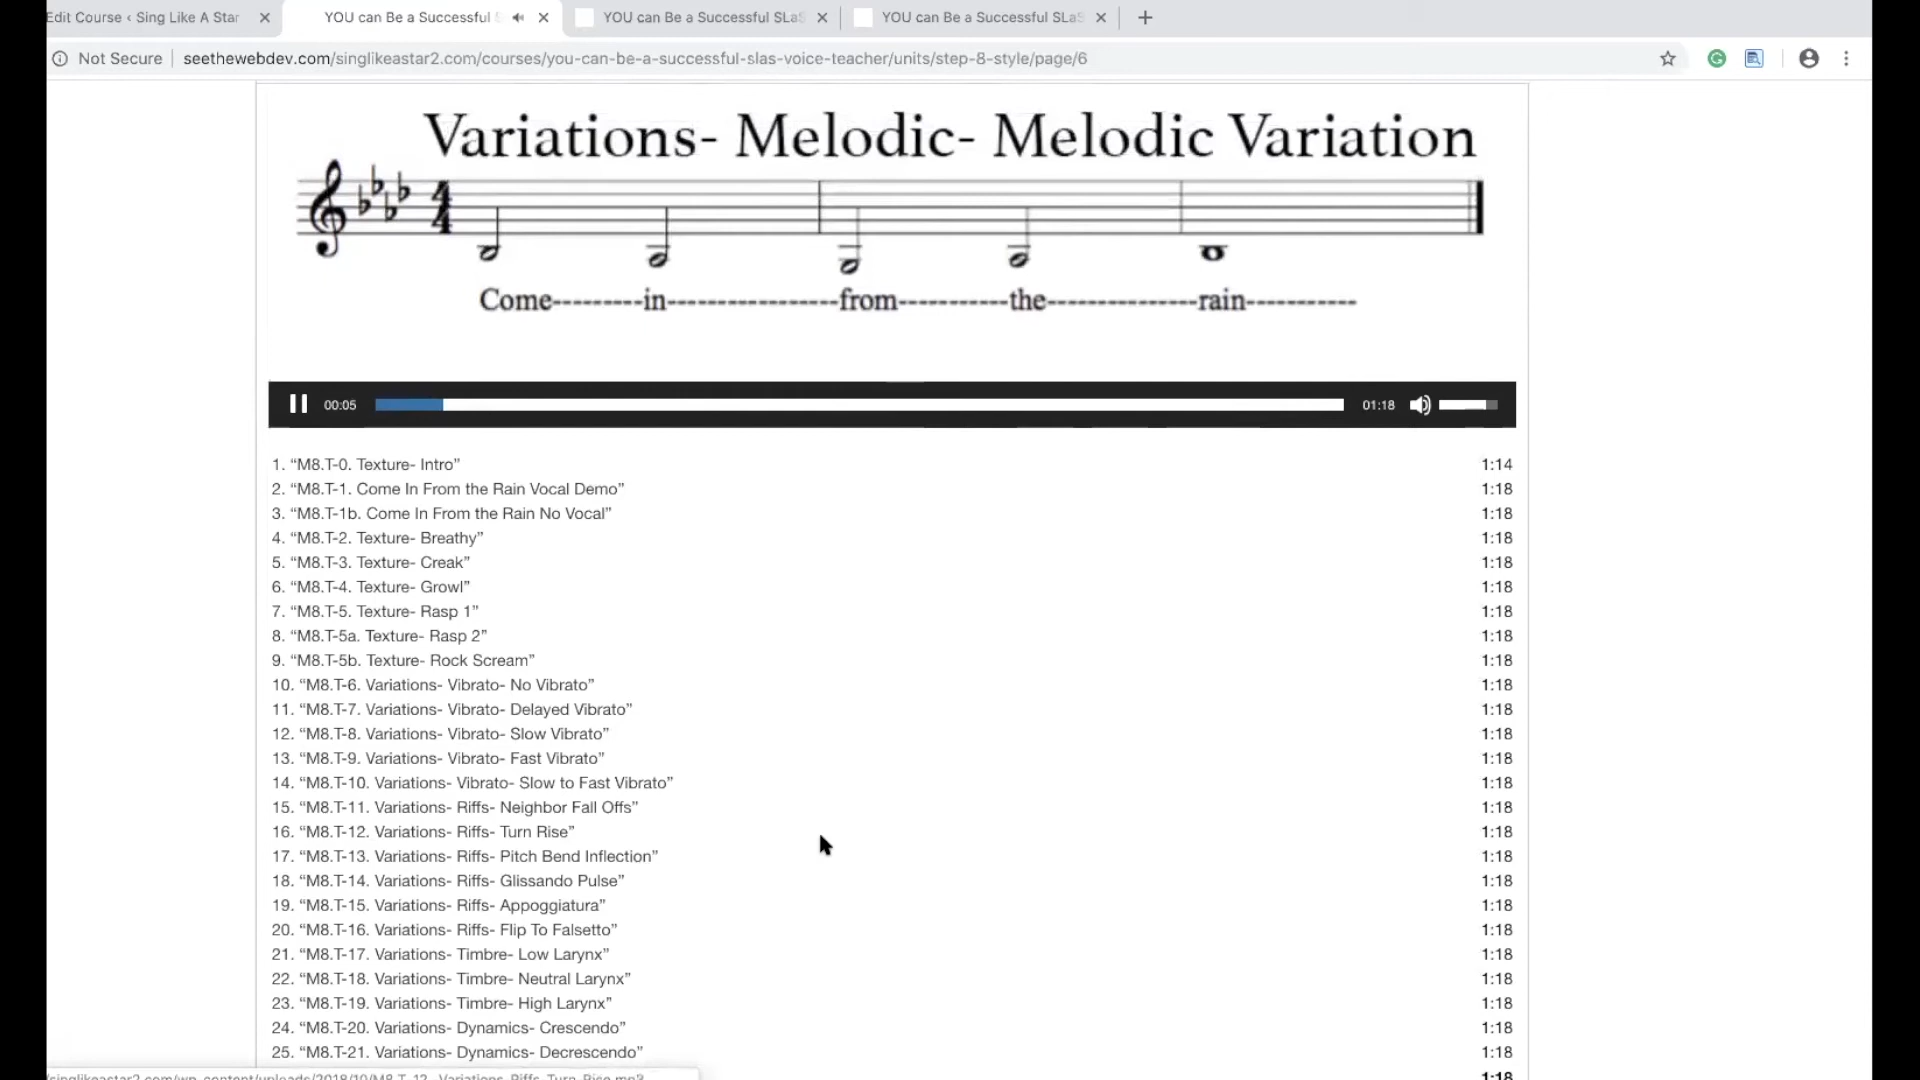 Edit Course ‹ Sing Like A Star
YOU can Be a Successful
YOU can Be a Successful SLaS
YOU can Be a Successful SLaS
Not Secure
seethewebdev.com/singlikeastar2.com/courses/you-can-be-a-successful-slas-voice-teacher/units/step-8-style/page/6
Variations- Melodic- Melodic Variation
4
4
Come---------in-----------------from-----------the---------------rain-----------
00:05
01:18
1. “M8.T-0. Texture- Intro” 1:14
2. “M8.T-1. Come In From the Rain Vocal Demo” 1:18
3. “M8.T-1b. Come In From the Rain No Vocal” 1:18
4. “M8.T-2. Texture- Breathy” 1:18
5. “M8.T-3. Texture- Creak” 1:18
6. “M8.T-4. Texture- Growl” 1:18
7. “M8.T-5. Texture- Rasp 1” 1:18
8. “M8.T-5a. Texture- Rasp 2” 1:18
9. “M8.T-5b. Texture- Rock Scream” 1:18
10. “M8.T-6. Variations- Vibrato- No Vibrato” 1:18
11. “M8.T-7. Variations- Vibrato- Delayed Vibrato” 1:18
12. “M8.T-8. Variations- Vibrato- Slow Vibrato” 1:18
13. “M8.T-9. Variations- Vibrato- Fast Vibrato” 1:18
14. “M8.T-10. Variations- Vibrato- Slow to Fast Vibrato” 1:18
15. “M8.T-11. Variations- Riffs- Neighbor Fall Offs” 1:18
16. “M8.T-12. Variations- Riffs- Turn Rise” 1:18
17. “M8.T-13. Variations- Riffs- Pitch Bend Inflection” 1:18
18. “M8.T-14. Variations- Riffs- Glissando Pulse” 1:18
19. “M8.T-15. Variations- Riffs- Appoggiatura” 1:18
20. “M8.T-16. Variations- Riffs- Flip To Falsetto” 1:18
21. “M8.T-17. Variations- Timbre- Low Larynx” 1:18
22. “M8.T-18. Variations- Timbre- Neutral Larynx” 1:18
23. “M8.T-19. Variations- Timbre- High Larynx” 1:18
24. “M8.T-20. Variations- Dynamics- Crescendo” 1:18
25. “M8.T-21. Variations- Dynamics- Decrescendo” 1:18
1:18